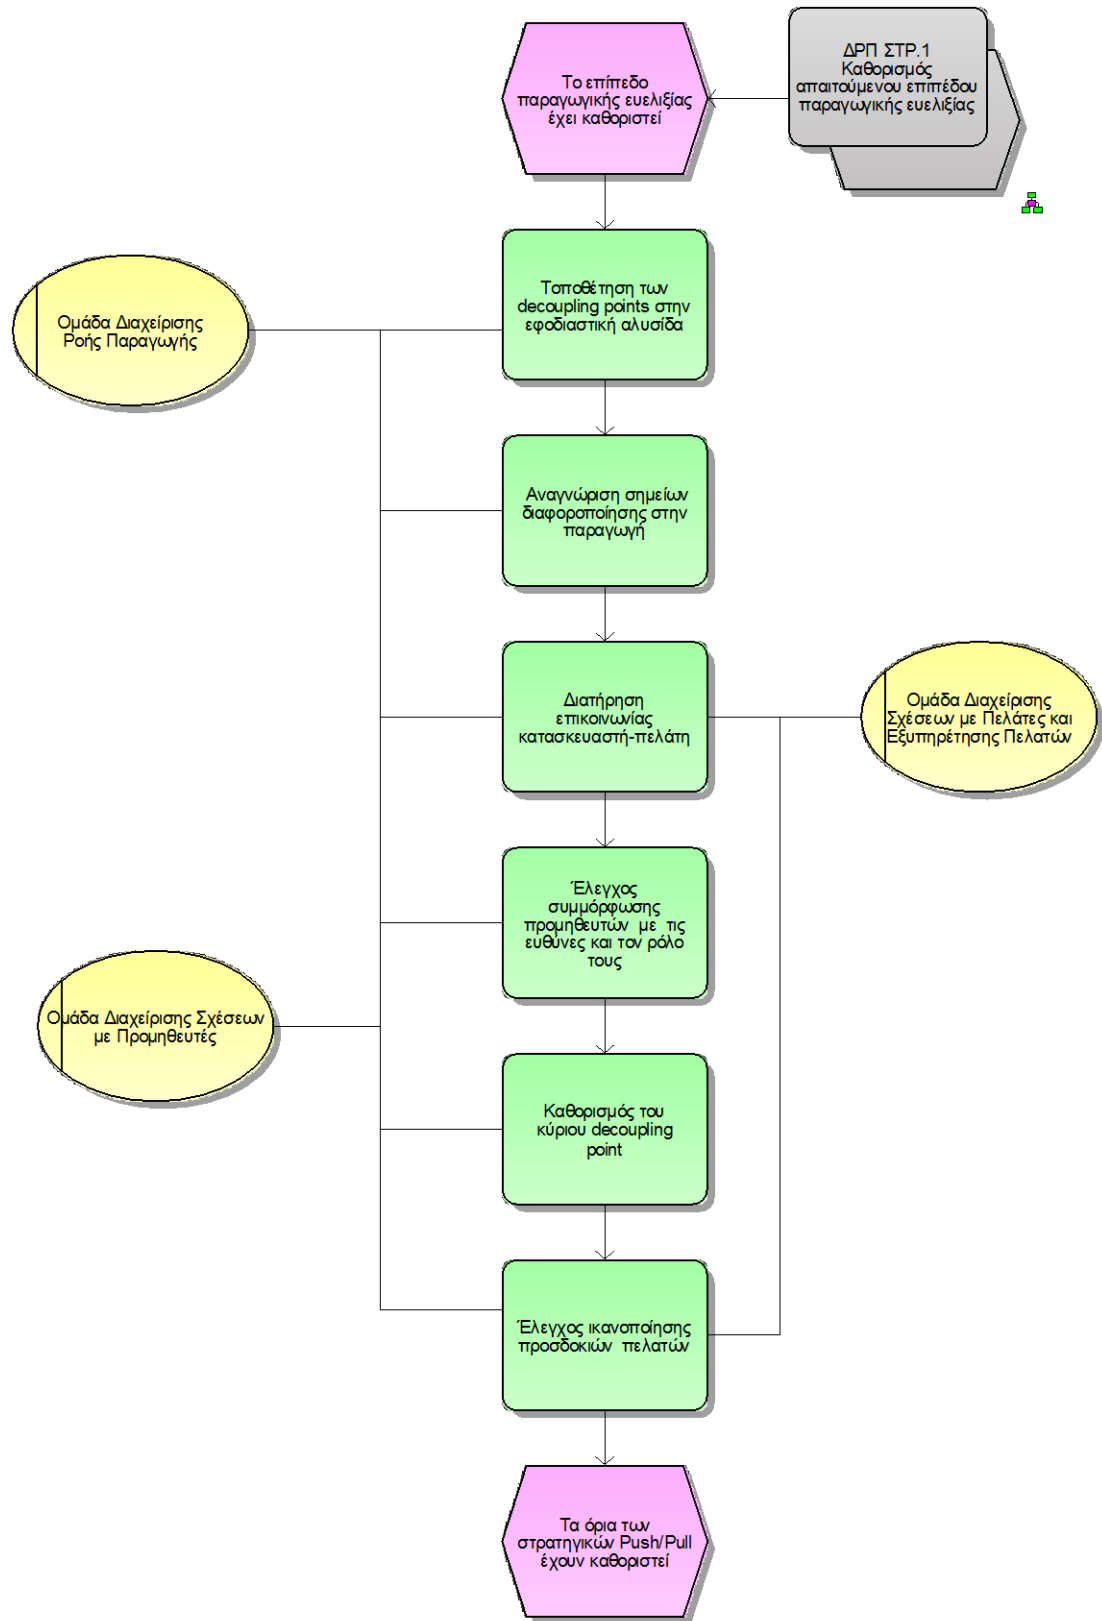 Το επίπεδο
παραγωγικής ευελιξίας
έχει καθοριστεί
ΔΡΠ ΣΤΡ.1
Καθορισμός
απαιτούμενου επιπέδου
παραγωγικής ευελιξίας
Τοποθέτηση των
decoupling points στην
εφοδιαστική αλυσίδα
Ομάδα Διαχείρισης
Ροής Παραγωγής
Αναγνώριση σημείων
διαφοροποίησης στην
παραγωγή
Διατήρηση
επικοινωνίας
κατασκευαστή-πελάτη
Ομάδα Διαχείρισης
Σχέσεων με Πελάτες και
Εξυπηρέτησης Πελατών
Έλεγχος
συμμόρφωσης
προμηθευτών με τις
ευθύνες και τον ρόλο
τους
Ομάδα Διαχείρισης Σχέσεων
με Προμηθευτές
Καθορισμός του
κύριου decoupling
point
Έλεγχος ικανοποίησης
προσδοκιών πελατών
Τα όρια των
στρατηγικών Push/Pull
έχουν καθοριστεί